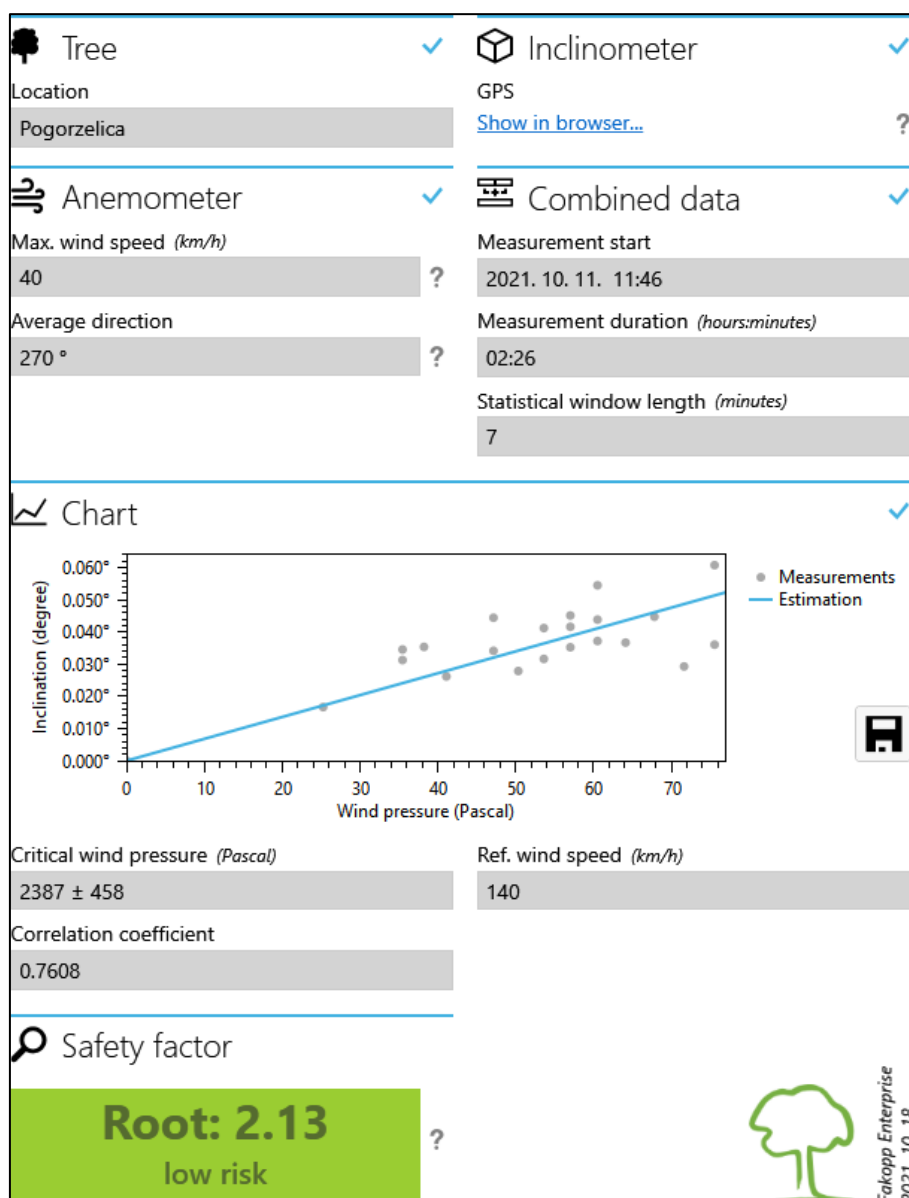 Tree
Location
Pogorzelica
Inclinometer
GPS
Show in browser...
?
Anemometer
Max. wind speed (km/h)
40
?
Average direction
270 °
?
Combined data
Measurement start
2021. 10. 11. 11:46
Measurement duration (hours:minutes)
02:26
Statistical window length (minutes)
7
Chart
Inclination (degree)
0.060°
0.050°
0.040°
0.030°
0.020°
0.010°
0.000°
0 10 20 30 40 50 60 70
Wind pressure (Pascal)
Measurements
Estimation
Critical wind pressure (Pascal)
2387 ± 458
Ref. wind speed (km/h)
140
Correlation coefficient
0.7608
Safety factor
Root: 2.13
low risk
?
Enterprise